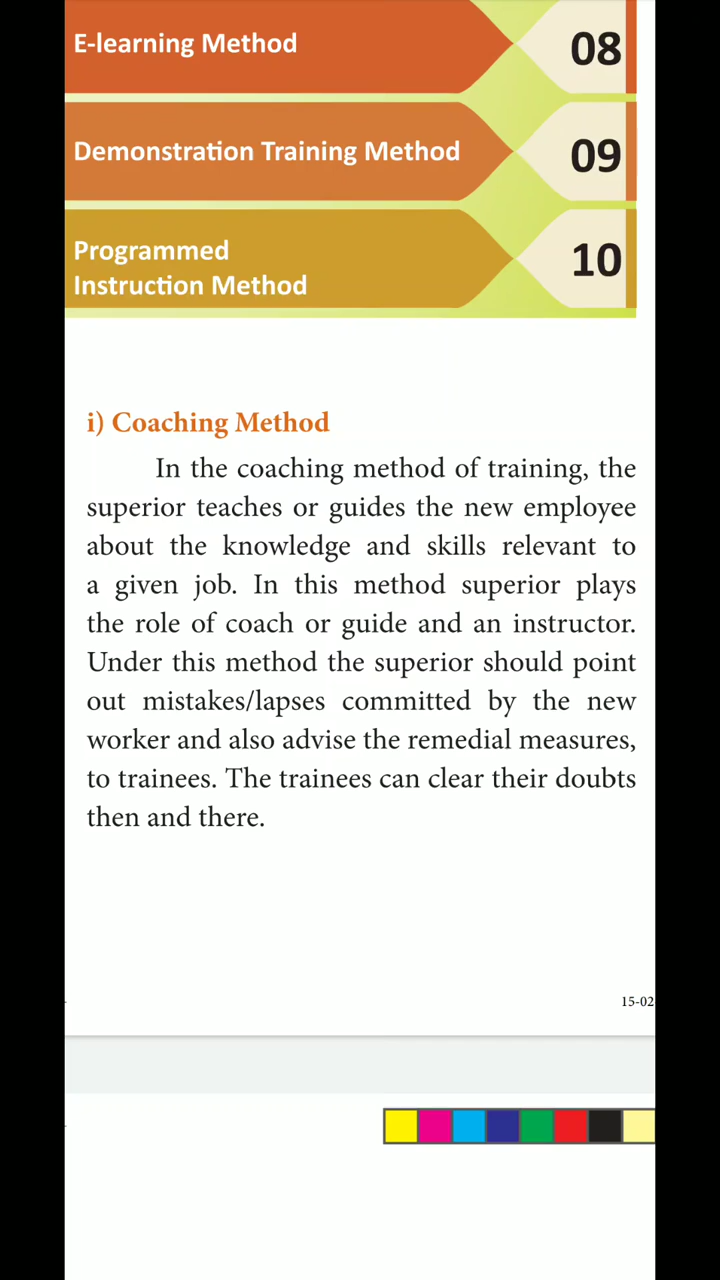 E-learning Method 08
Demonstration Training Method 09
Programmed
Instruction Method 10
i) Coaching Method
In the coaching method of training, the
superior teaches or guides the new employee
about the knowledge and skills relevant to
a given job. In this method superior plays
the role of coach or guide and an instructor.
Under this method the superior should point
out mistakes/lapses committed by the new
worker and also advise the remedial measures,
to trainees. The trainees can clear their doubts
then and there.
15-02